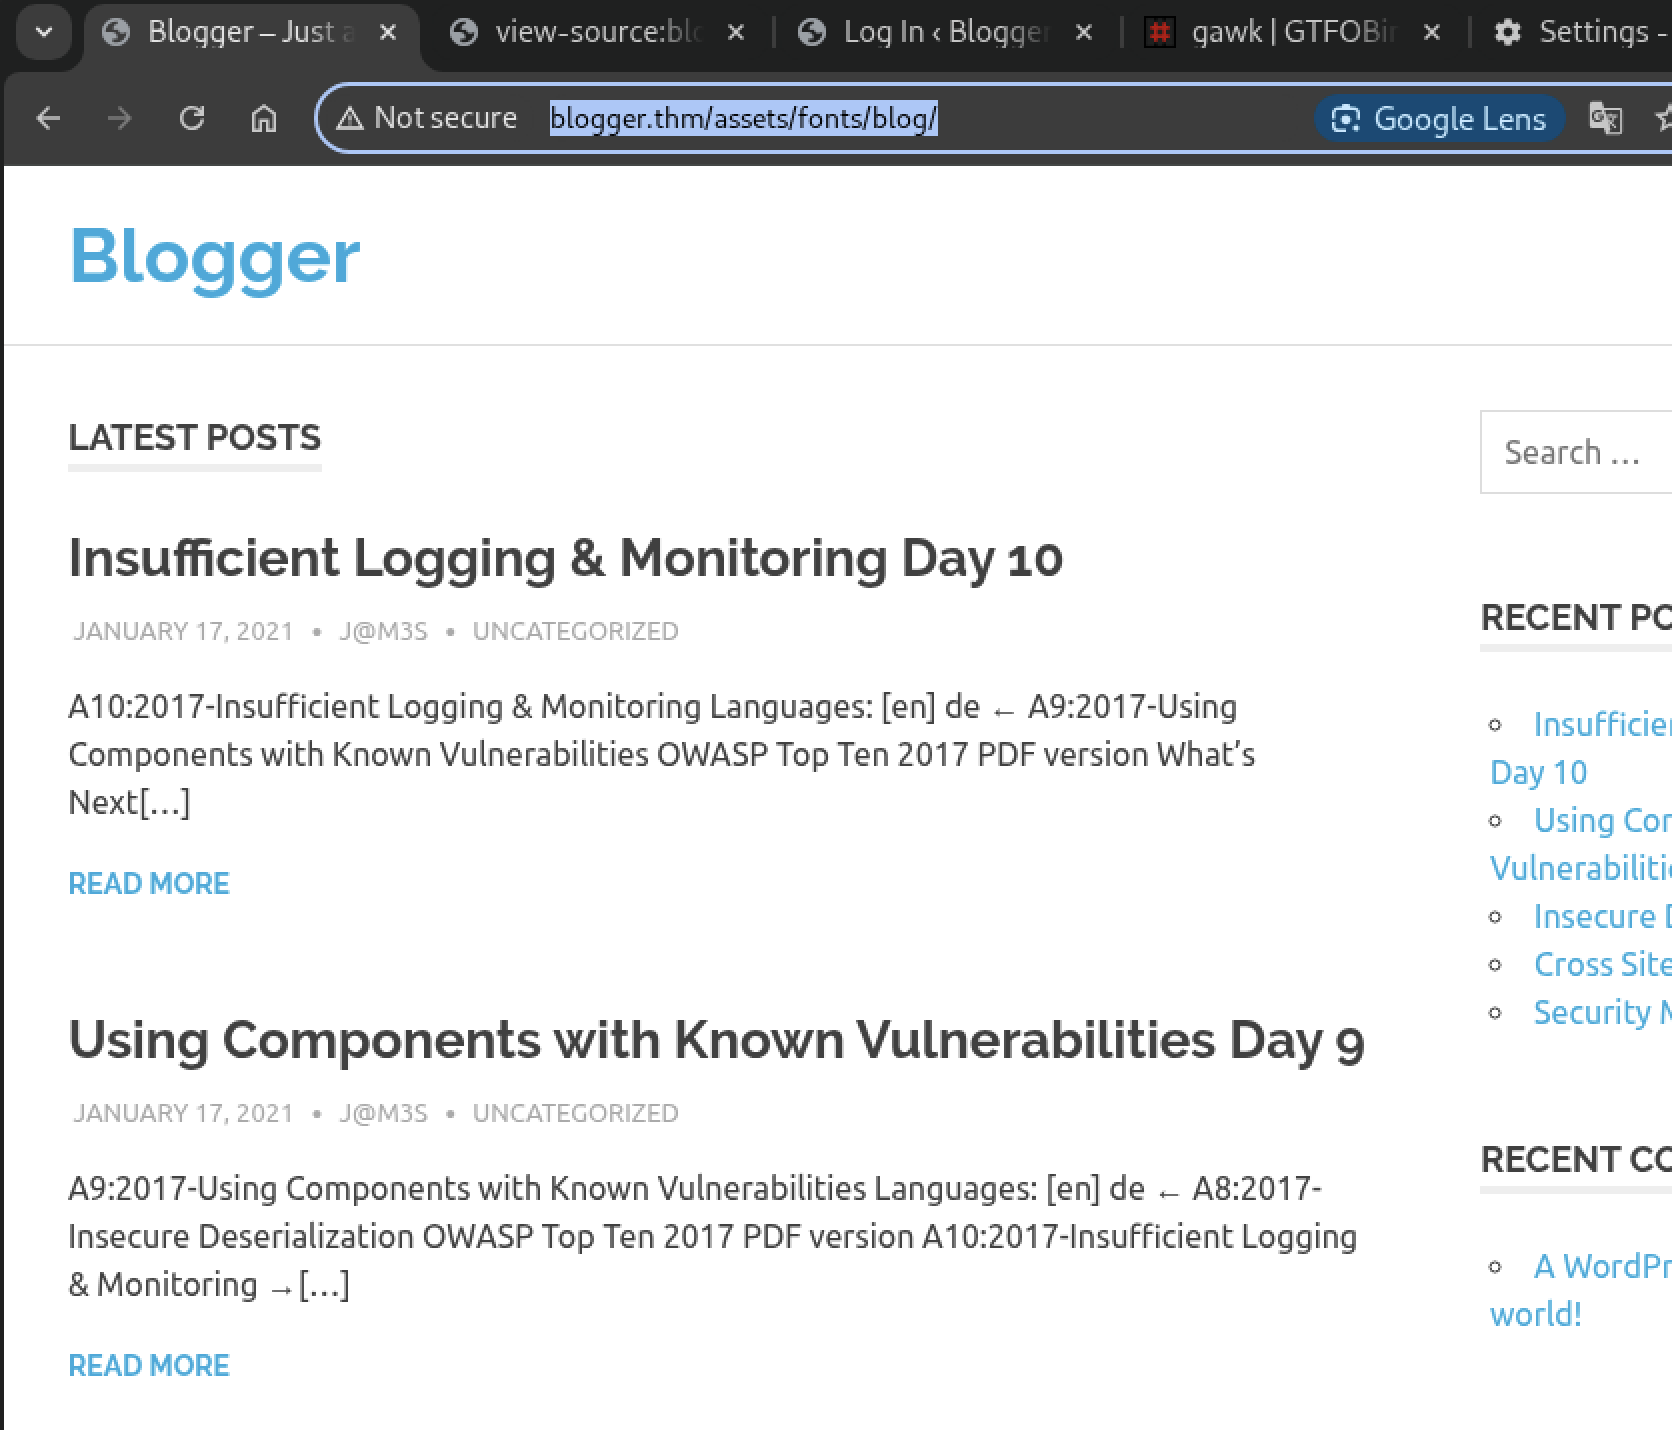 Blogger – Just a
view-source:blo
Log In ‹ Blogger
gawk | GTFOBin
Settings -
Not secure
blogger.thm/assets/fonts/blog/
Google Lens
Blogger
LATEST POSTS
Insufficient Logging & Monitoring Day 10
JANUARY 17, 2021 • J@M3S • UNCATEGORIZED
A10:2017-Insufficient Logging & Monitoring Languages: [en] de ← A9:2017-Using
Components with Known Vulnerabilities OWASP Top Ten 2017 PDF version What’s
Next[…]
READ MORE
Using Components with Known Vulnerabilities Day 9
JANUARY 17, 2021 • J@M3S • UNCATEGORIZED
A9:2017-Using Components with Known Vulnerabilities Languages: [en] de ← A8:2017-
Insecure Deserialization OWASP Top Ten 2017 PDF version A10:2017-Insufficient Logging
& Monitoring →[…]
READ MORE
Search …
RECENT PO
Insufficien
Day 10
Using Com
Vulnerabilitie
Insecure D
Cross Site
Security M
RECENT CO
A WordPr
world!